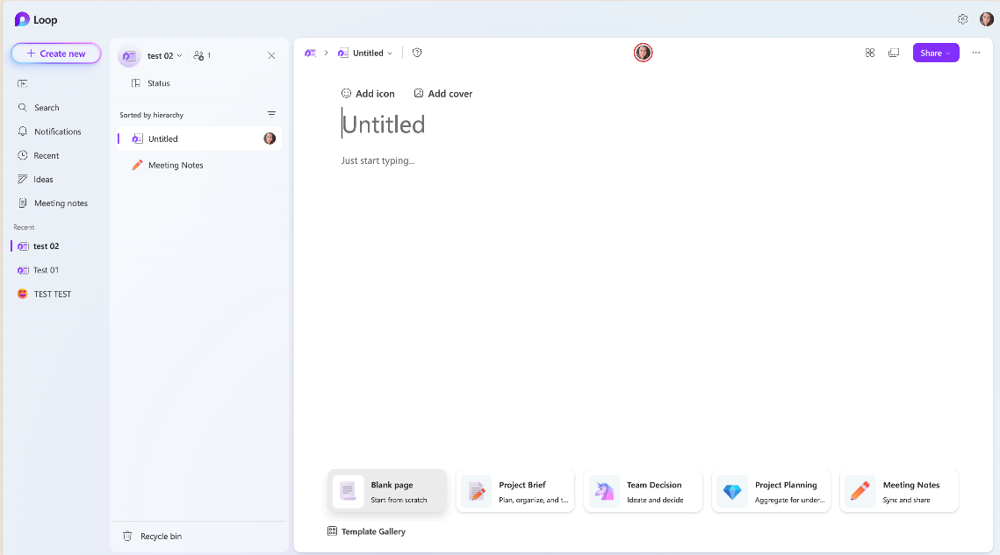 Loop
Create new
Search
Notifications
Recent
Ideas
Meeting notes
Recent
test 02
Test 01
TEST TEST
test 02
1
Status
Sorted by hierarchy
Untitled
Meeting Notes
Recycle bin
Untitled
Share
Add icon Add cover
Untitled
Just start typing...
Blank page
Start from scratch
Project Brief
Plan, organize, and t...
Team Decision
Ideate and decide
Project Planning
Aggregate for under...
Meeting Notes
Sync and share
Template Gallery